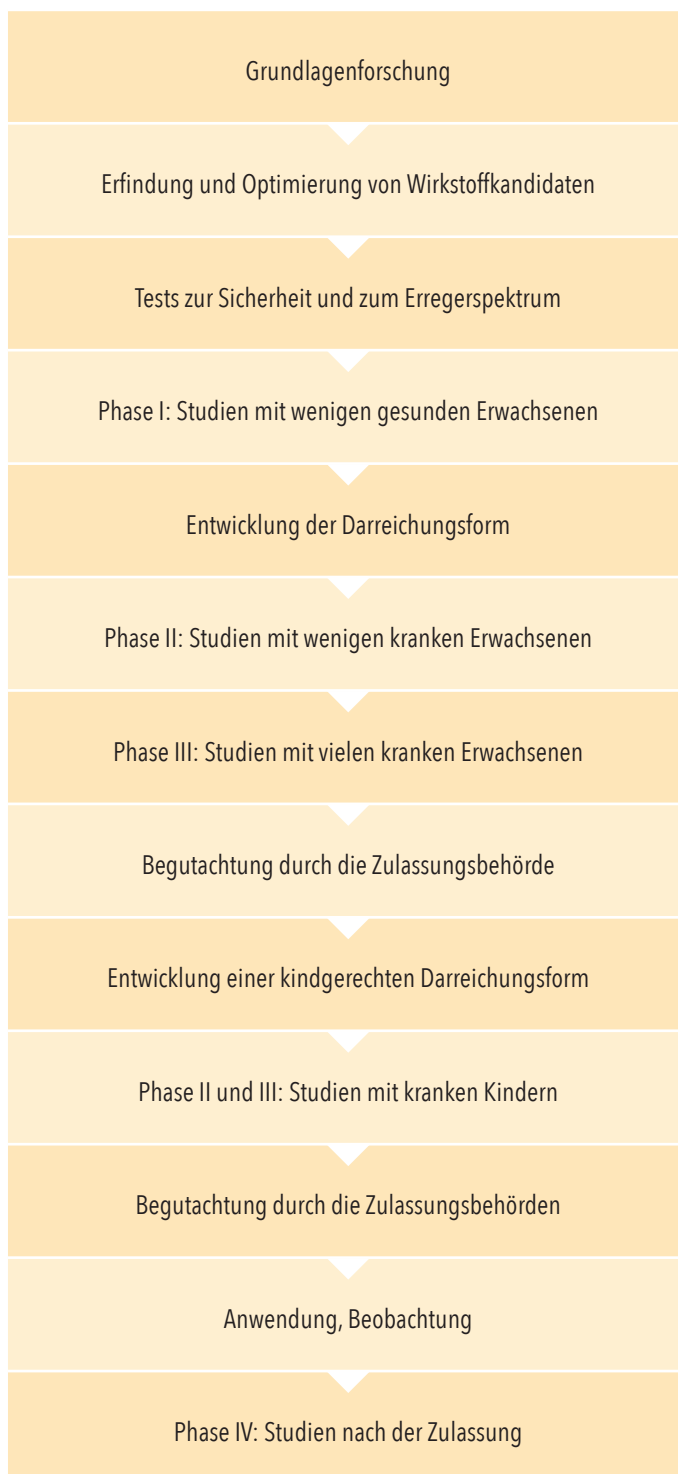 Grundlagenforschung
Erfindung und Optimierung von Wirkstoffkandidaten
Tests zur Sicherheit und zum Erregerspektrum
Phase I: Studien mit wenigen gesunden Erwachsenen
Entwicklung der Darreichungsform
Phase II: Studien mit wenigen kranken Erwachsenen
Phase III: Studien mit vielen kranken Erwachsenen
Begutachtung durch die Zulassungsbehörde
Entwicklung einer kindgerechten Darreichungsform
Phase II und III: Studien mit kranken Kindern
Begutachtung durch die Zulassungsbehörden
Anwendung, Beobachtung
Phase IV: Studien nach der Zulassung